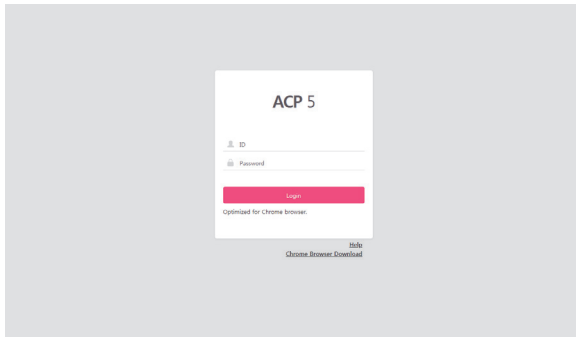 ACP 5
ID
Password
Login
Optimized for Chrome browser.
Help
Chrome Browser Download